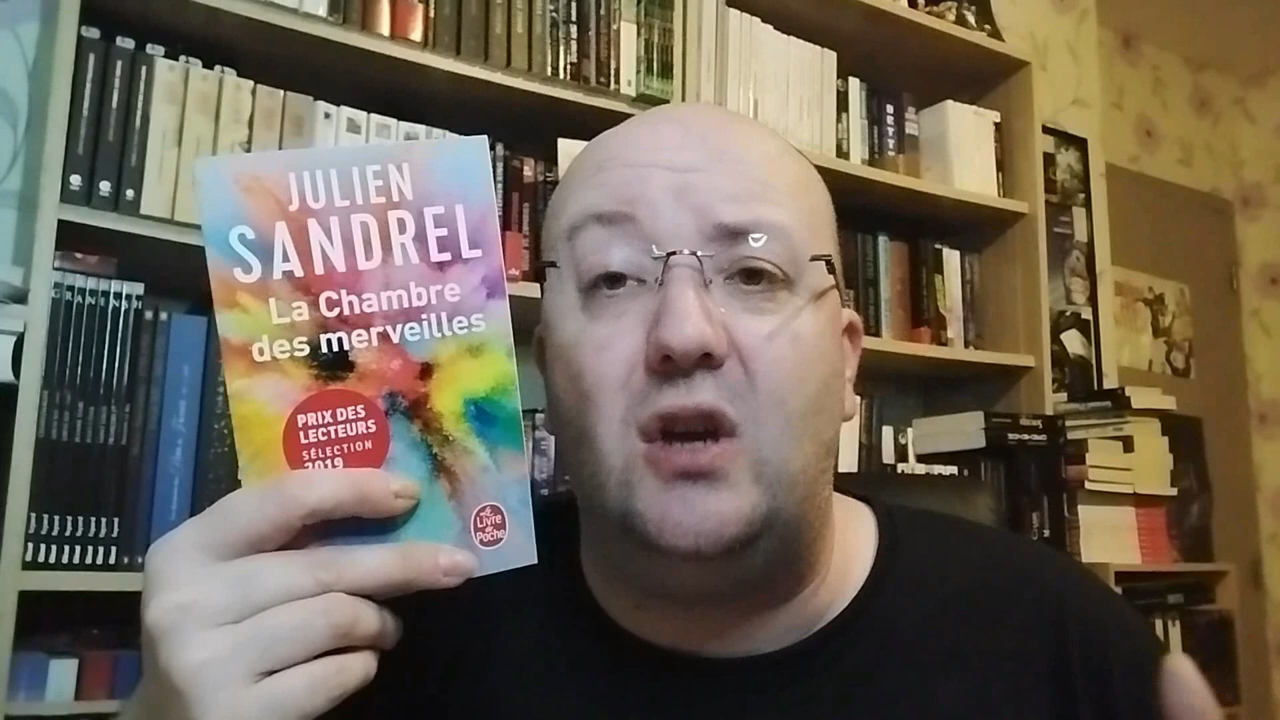 JULIEN
SANDREL
La Chambre
des merveilles
PRIX DES
LECTEURS
SÉLECTION
2019
Le
Livre
de
Poche